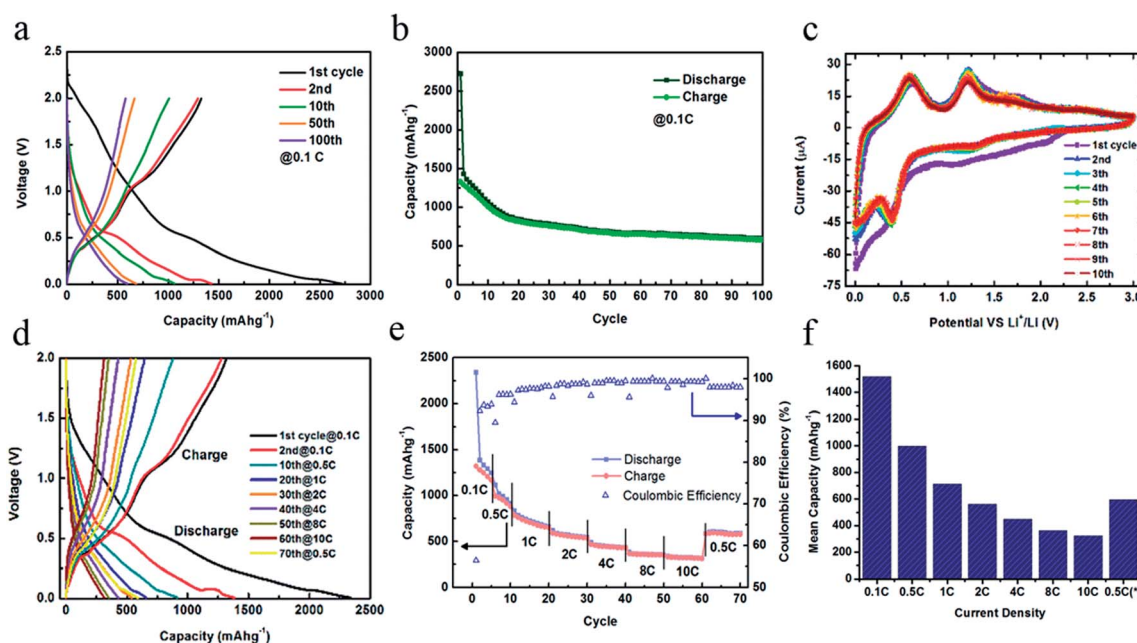 a
2.5
2.0
1.5
1.0
0.5
0.0
Voltage (V)
1st cycle
2nd
10th
50th
100th
@0.1 C
0 500 1000 1500 2000 2500 3000
Capacity (mAhg⁻¹)
b
3000
2500
2000
1500
1000
500
0
Capacity (mAhg⁻¹)
Discharge
Charge
@0.1C
0 10 20 30 40 50 60 70 80 90 100
Cycle
c
45
30
15
0
-15
-30
-45
-60
-75
Current (μA)
1st cycle
2nd
3th
4th
5th
6th
7th
8th
9th
10th
0.0 0.5 1.0 1.5 2.0 2.5 3.0
Potential VS Li⁺/Li (V)
d
2.0
1.5
1.0
0.5
0.0
Voltage (V)
1st cycle@0.1C
2nd@0.1C
10th@0.5C
20th@1C
30th@2C
40th@4C
50th@8C
60th@10C
70th@0.5C
Charge
Discharge
0 500 1000 1500 2000 2500
Capacity (mAhg⁻¹)
e
2500
2250
2000
1750
1500
1250
1000
750
500
250
0
Capacity (mAhg⁻¹)
Discharge
Charge
Coulombic Efficiency
0.1C
0.5C
1C
2C
4C
8C
10C
0.5C
100
90
80
70
60
50
Coulombic Efficiency (%)
0 10 20 30 40 50 60 70
Cycle
f
1600
1400
1200
1000
800
600
400
200
0
Mean Capacity (mAhg⁻¹)
0.1C 0.5C 1C 2C 4C 8C 10C 0.5C(*
Current Density